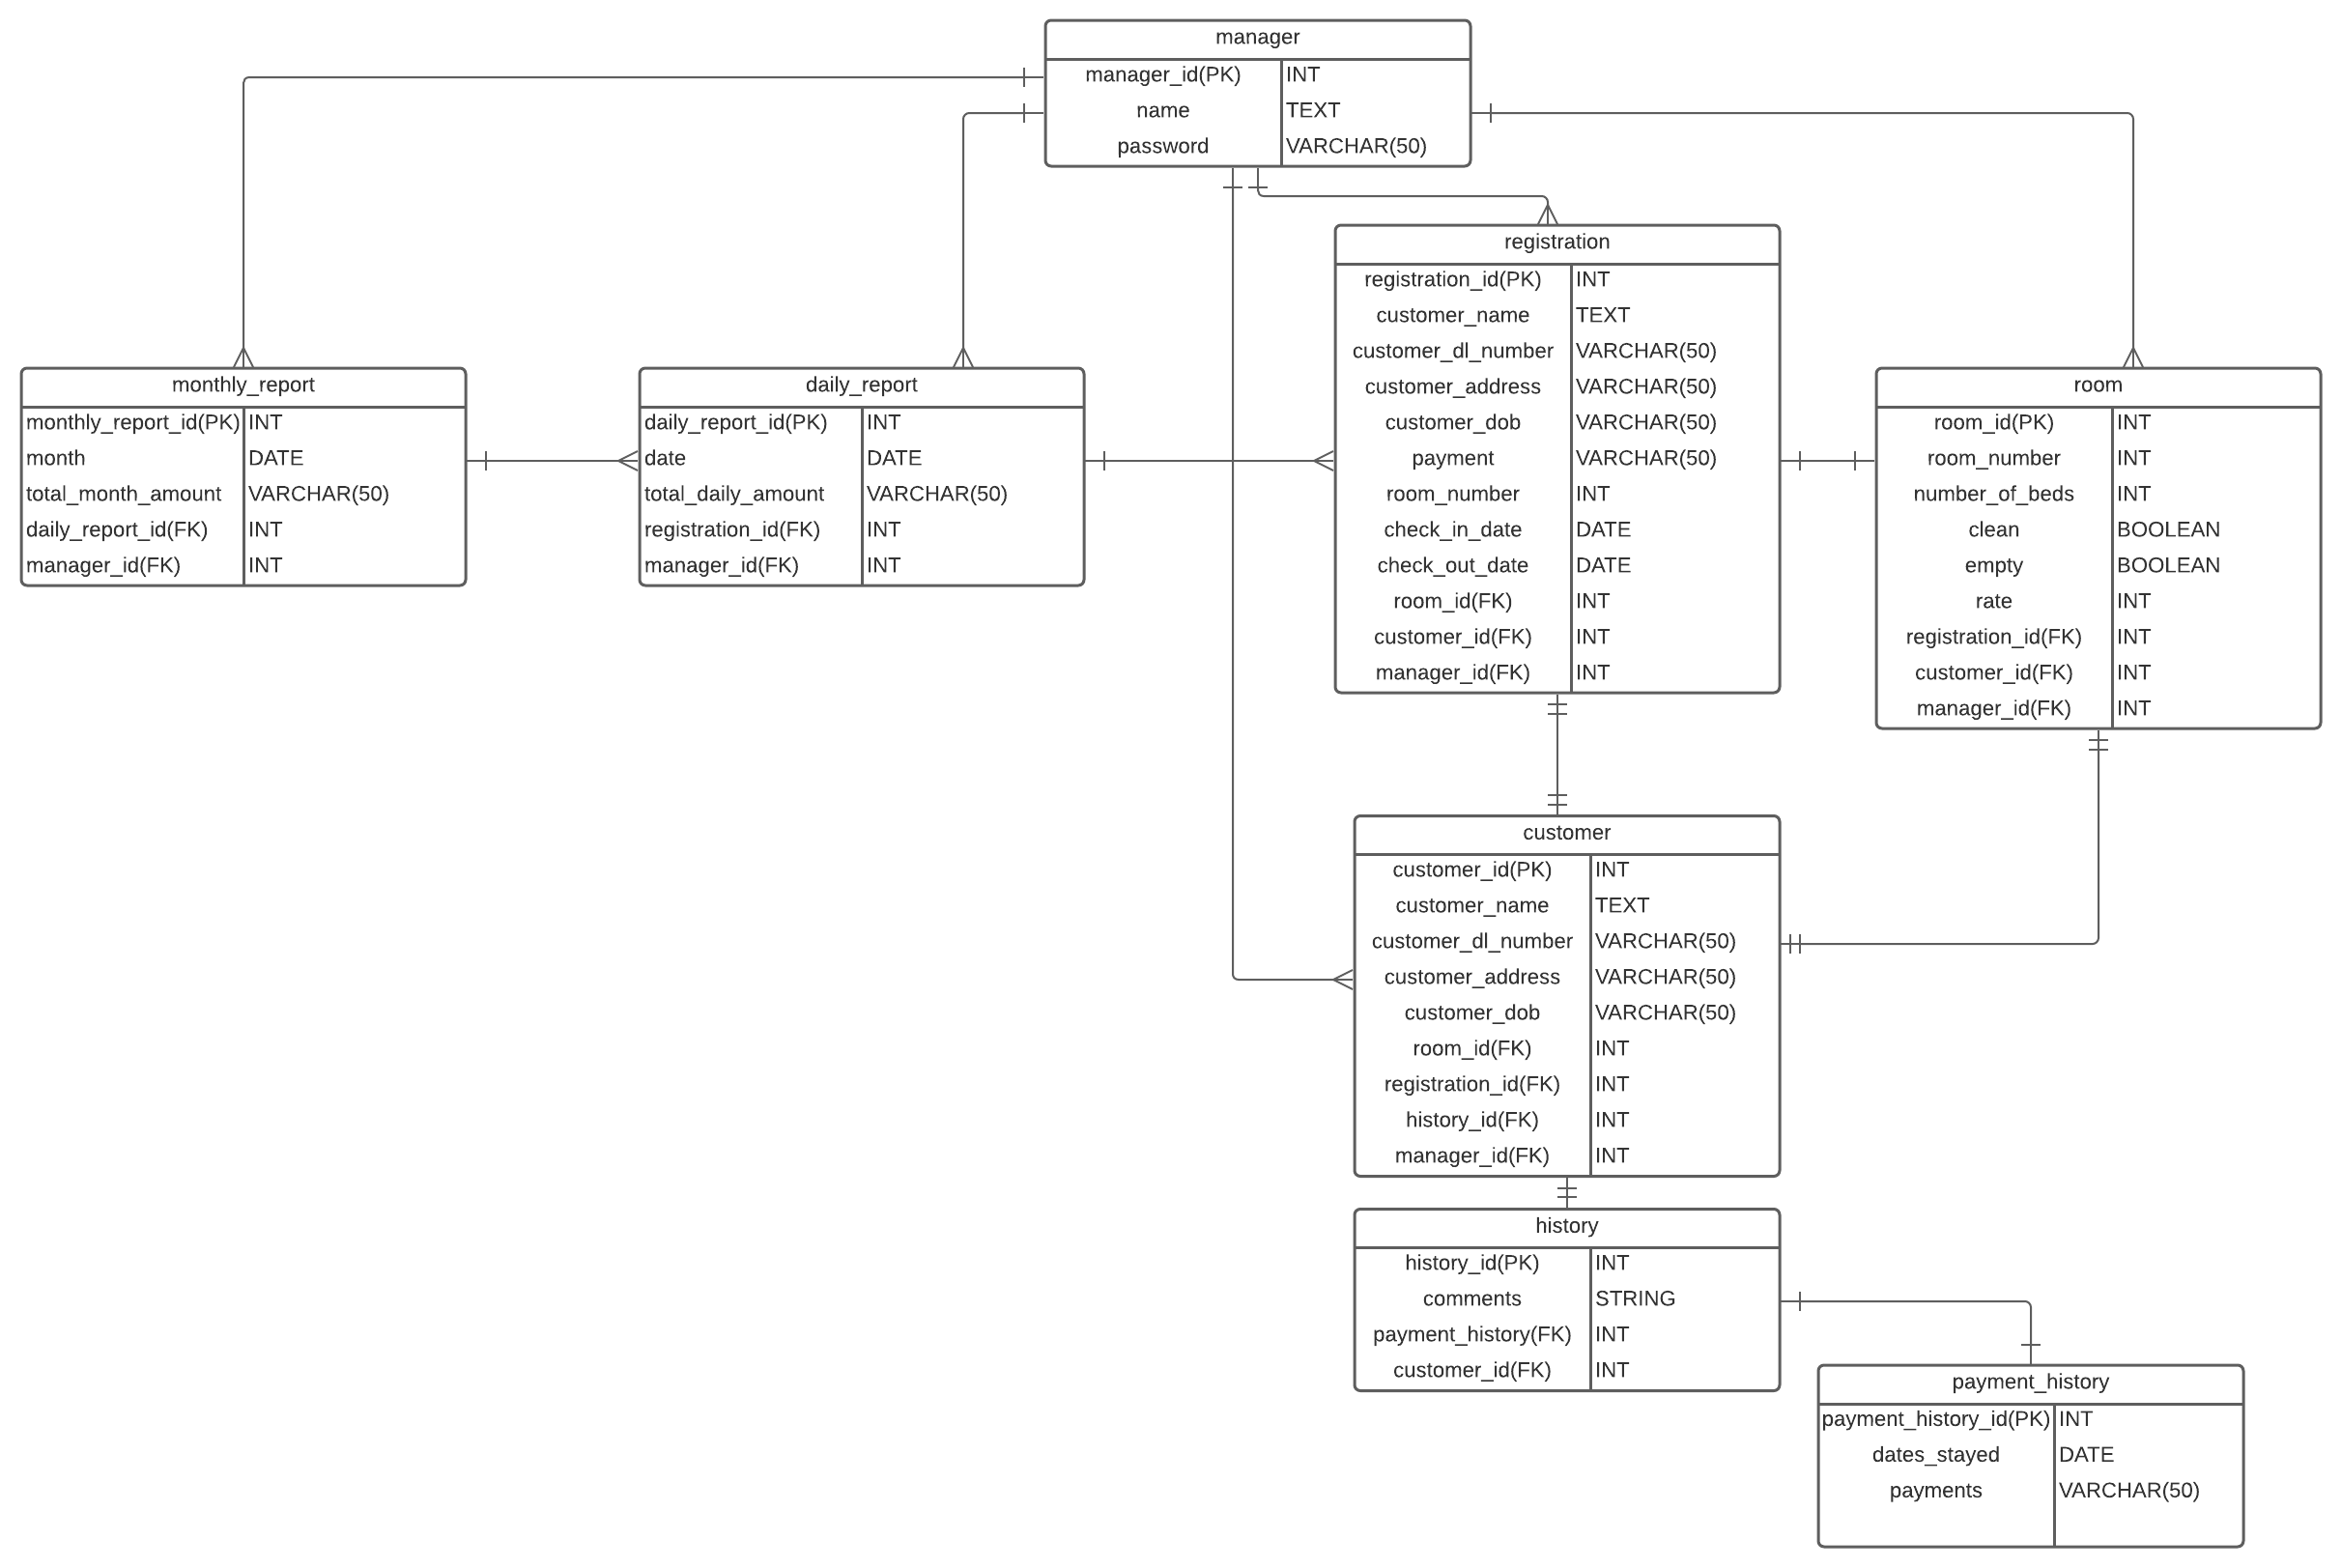 manager
manager_id(PK) INT
name TEXT
password VARCHAR(50)
registration
registration_id(PK) INT
customer_name TEXT
customer_dl_number VARCHAR(50)
customer_address VARCHAR(50)
customer_dob VARCHAR(50)
payment VARCHAR(50)
room_number INT
check_in_date DATE
check_out_date DATE
room_id(FK) INT
customer_id(FK) INT
manager_id(FK) INT
monthly_report
monthly_report_id(PK) INT
month DATE
total_month_amount VARCHAR(50)
daily_report_id(FK) INT
manager_id(FK) INT
daily_report
daily_report_id(PK) INT
date DATE
total_daily_amount VARCHAR(50)
registration_id(FK) INT
manager_id(FK) INT
room
room_id(PK) INT
room_number INT
number_of_beds INT
clean BOOLEAN
empty BOOLEAN
rate INT
registration_id(FK) INT
customer_id(FK) INT
manager_id(FK) INT
customer
customer_id(PK) INT
customer_name TEXT
customer_dl_number VARCHAR(50)
customer_address VARCHAR(50)
customer_dob VARCHAR(50)
room_id(FK) INT
registration_id(FK) INT
history_id(FK) INT
manager_id(FK) INT
history
history_id(PK) INT
comments STRING
payment_history(FK) INT
customer_id(FK) INT
payment_history
payment_history_id(PK) INT
dates_stayed DATE
payments VARCHAR(50)